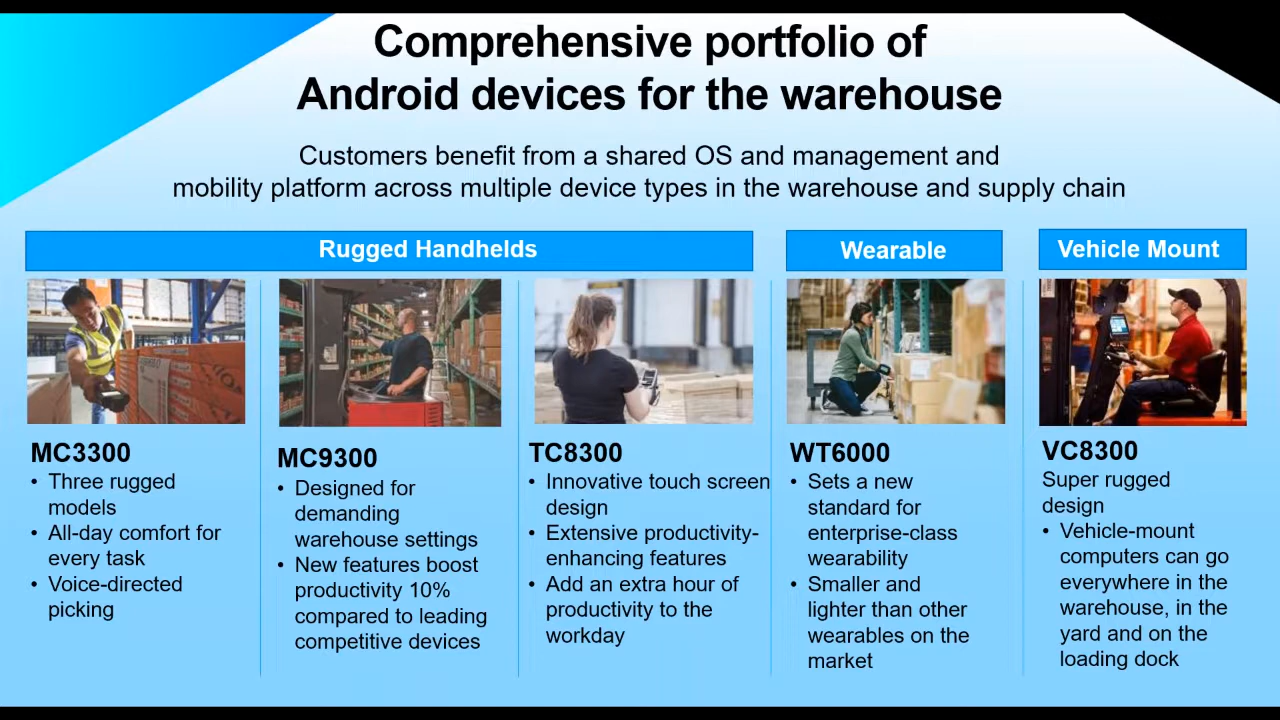 Comprehensive portfolio of
Android devices for the warehouse
Customers benefit from a shared OS and management and
mobility platform across multiple device types in the warehouse and supply chain
Rugged Handhelds
Wearable
Vehicle Mount
MC3300
• Three rugged
models
• All-day comfort for
every task
• Voice-directed
picking
MC9300
• Designed for
demanding
warehouse settings
• New features boost
productivity 10%
compared to leading
competitive devices
TC8300
• Innovative touch screen
design
• Extensive productivity-
enhancing features
• Add an extra hour of
productivity to the
workday
WT6000
• Sets a new
standard for
enterprise-class
wearability
• Smaller and
lighter than other
wearables on the
market
VC8300
Super rugged
design
• Vehicle-mount
computers can go
everywhere in the
warehouse, in the
yard and on the
loading dock